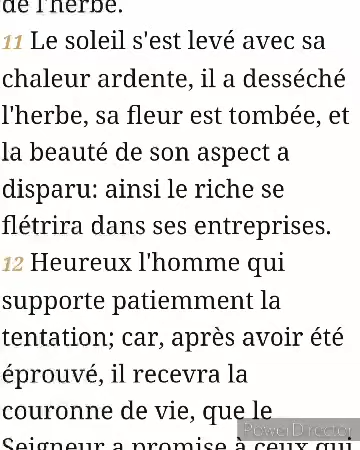 de l'herbe.
11 Le soleil s'est levé avec sa
chaleur ardente, il a desséché
l'herbe, sa fleur est tombée, et
la beauté de son aspect a
disparu: ainsi le riche se
flétrira dans ses entreprises.
12 Heureux l'homme qui
supporte patiemment la
tentation; car, après avoir été
éprouvé, il recevra la
couronne de vie, que le
PowerDirector
Seigneur a promise à ceux qui